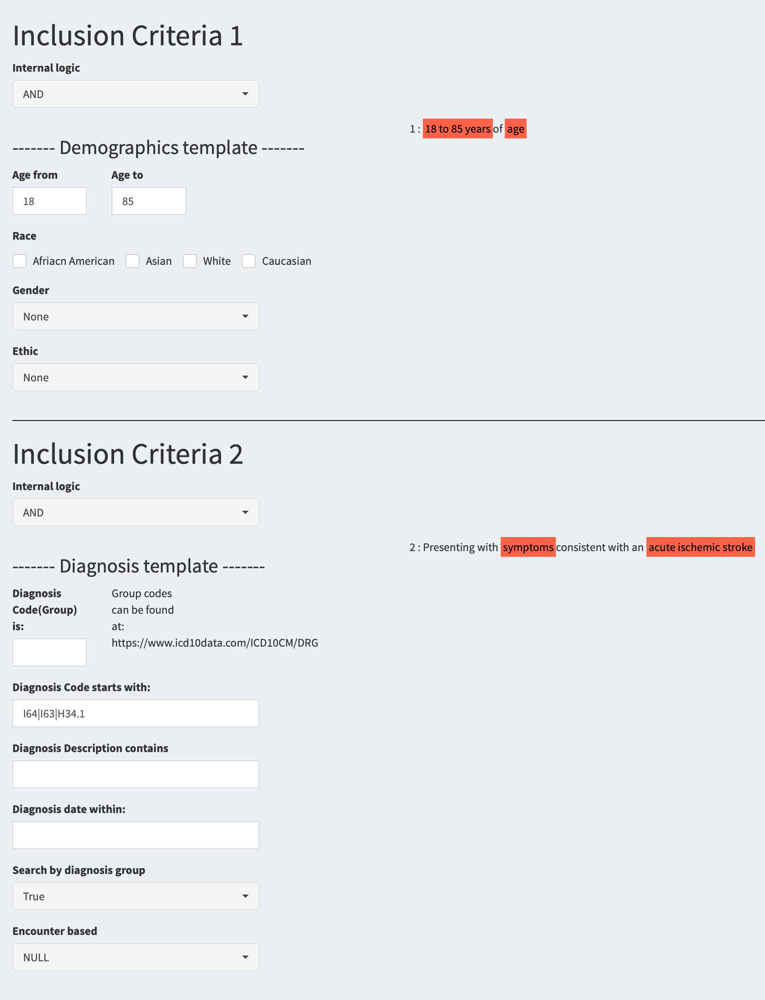 Inclusion Criteria 1
Internal logic
AND
1 : 18 to 85 years of age
------- Demographics template -------
Age from Age to
18 85
Race
Afriacn American Asian White Caucasian
Gender
None
Ethic
None
Inclusion Criteria 2
Internal logic
AND
2 : Presenting with symptoms consistent with an acute ischemic stroke
------- Diagnosis template -------
Diagnosis
Code(Group)
is:
Group codes
can be found
at:
https://www.icd10data.com/ICD10CM/DRG
Diagnosis Code starts with:
I64|I63|H34.1
Diagnosis Description contains
Diagnosis date within:
Search by diagnosis group
True
Encounter based
NULL